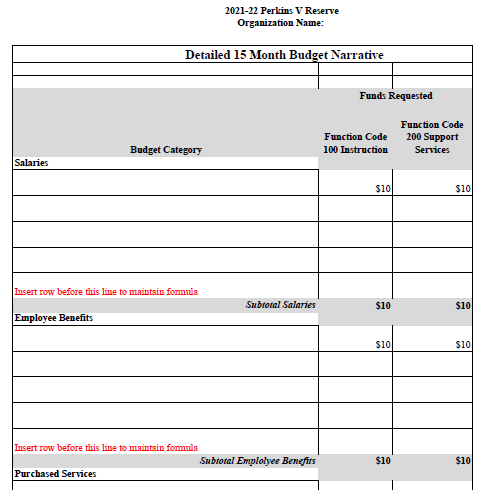 2021-22 Perkins V Reserve
Organization Name:
Detailed 15 Month Budget Narrative
Funds Requested
Budget Category
Function Code
100 Instruction
Function Code
200 Support
Services
Salaries
$10 $10
Insert row before this line to maintain formula
Subtotal Salaries $10 $10
Employee Benefits
$10 $10
Insert row before this line to maintain formula
Subtotal Emplolyee Benefits $10 $10
Purchased Services